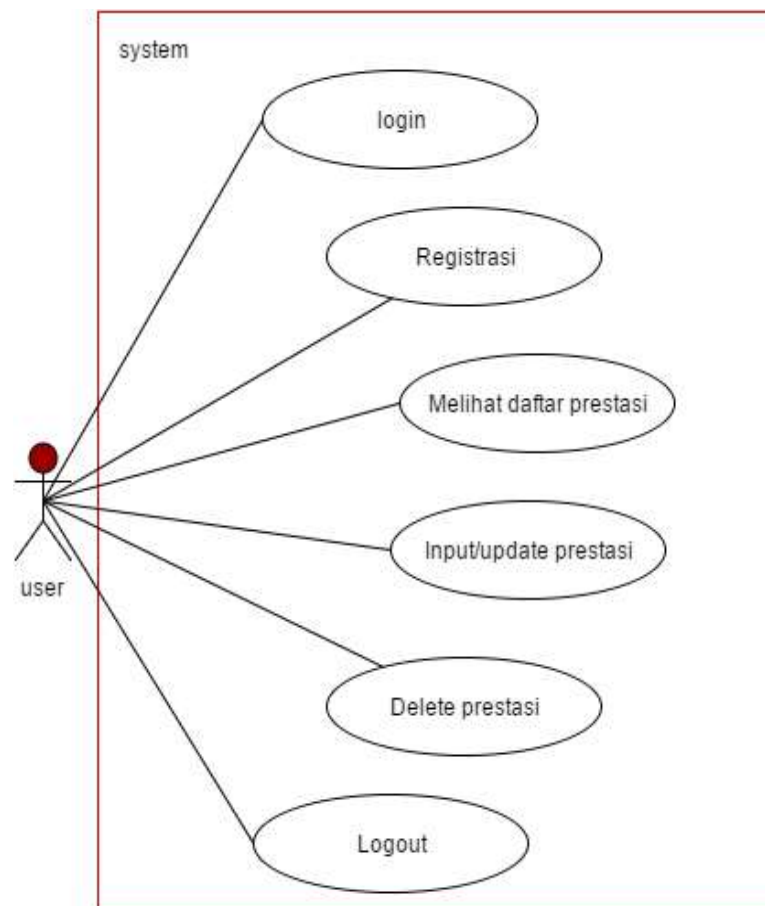 system
login
Registrasi
Melihat daftar prestasi
Input/update prestasi
user
Delete prestasi
Logout